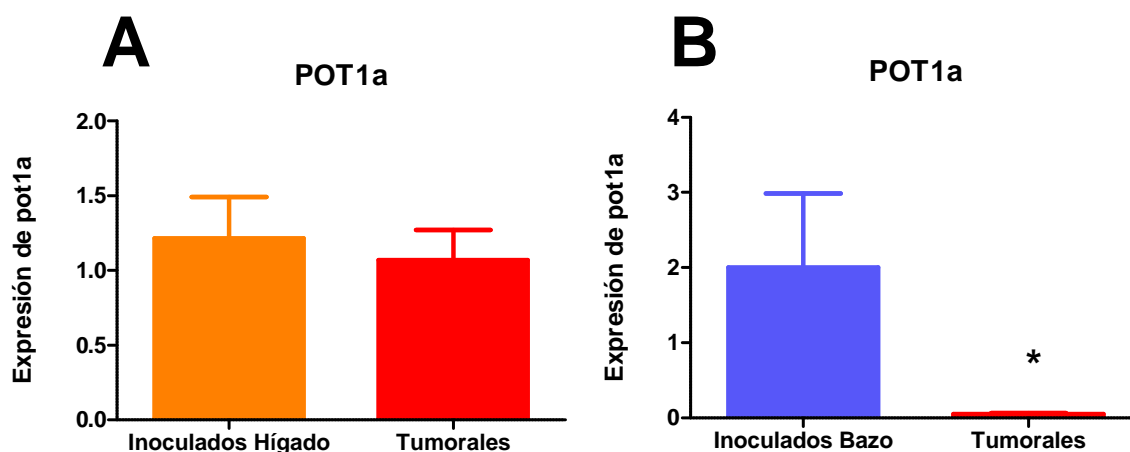 A
POT1a
Expresión de pot1a
2.0
1.5
1.0
0.5
0.0
Inoculados Hígado
Tumorales
B
POT1a
Expresión de pot1a
4
3
2
1
0
*
Inoculados Bazo
Tumorales